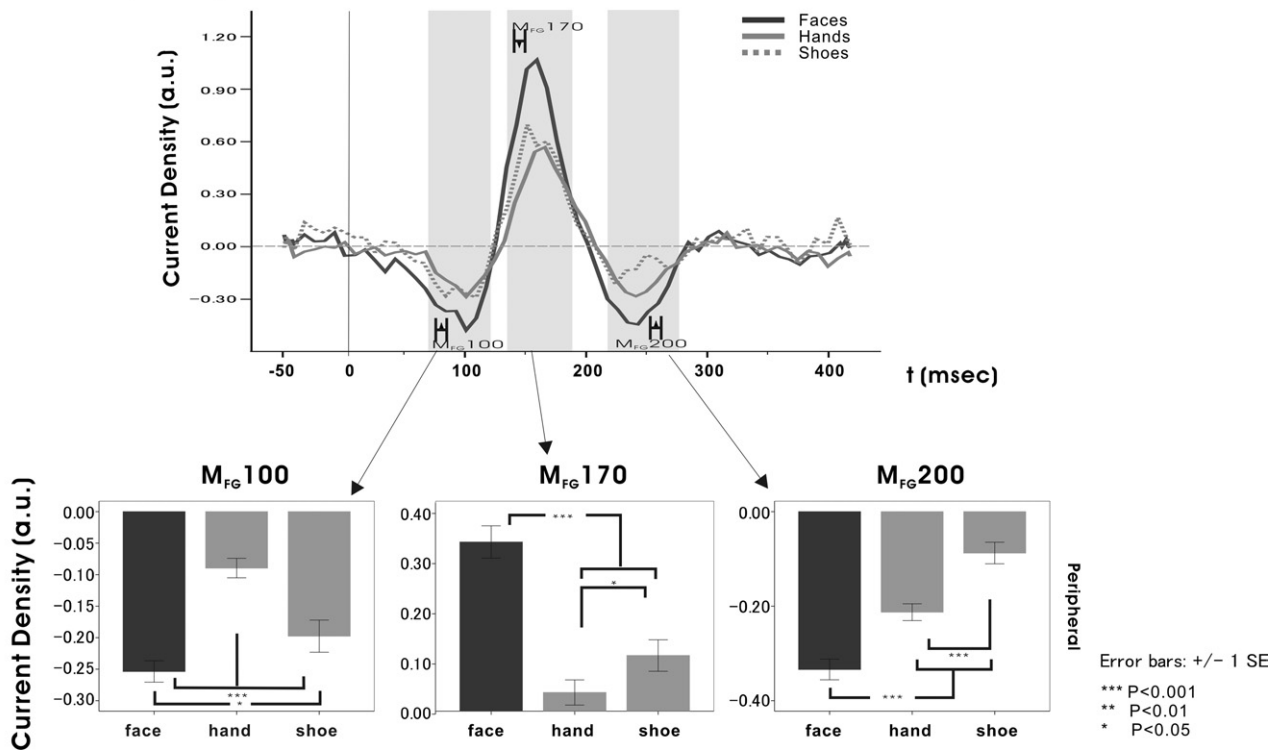 Faces
Hands
Shoes
Current Density (a.u.)
1.20
0.90
0.60
0.30
0.00
-0.30
MFG170
MFG100
MFG200
-50 0 100 200 300 400
t (msec)
MFG100
MFG170
MFG200
Current Density (a.u.)
0.00
-0.05
-0.10
-0.15
-0.20
-0.25
-0.30
***
*
face hand shoe
0.40
0.30
0.20
0.10
0.00
***
*
face hand shoe
0.00
-0.20
-0.40
***
***
face hand shoe
Peripheral
Error bars: +/– 1 SE
*** P<0.001
** P<0.01
* P<0.05